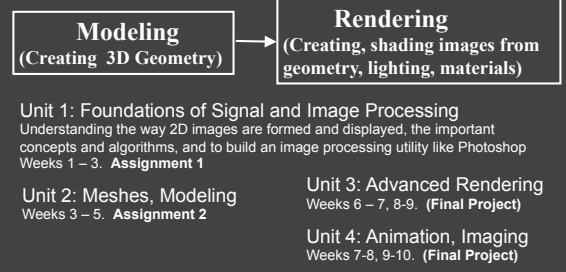 Modeling
(Creating 3D Geometry)
Rendering
(Creating, shading images from
geometry, lighting, materials)
Unit 1: Foundations of Signal and Image Processing
Understanding the way 2D images are formed and displayed, the important
concepts and algorithms, and to build an image processing utility like Photoshop
Weeks 1 – 3. Assignment 1
Unit 2: Meshes, Modeling
Weeks 3 – 5. Assignment 2
Unit 3: Advanced Rendering
Weeks 6 – 7, 8-9. (Final Project)
Unit 4: Animation, Imaging
Weeks 7-8, 9-10. (Final Project)